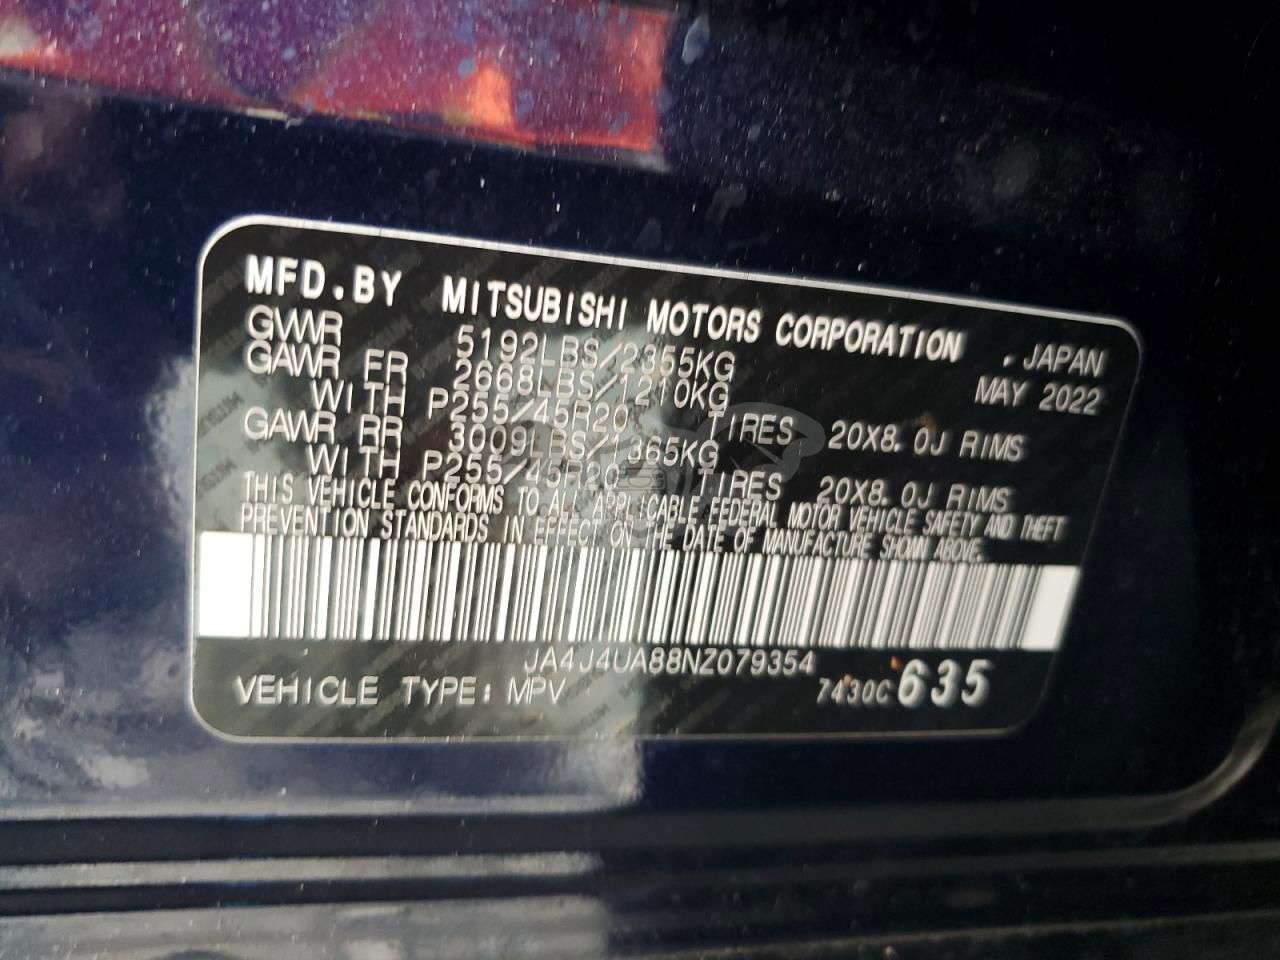 MFD.BY MITSUBISHI MOTORS CORPORATION , JAPAN
GVWR 5192LBS/2355KG MAY 2022
GAWR FR 2668LBS/1210KG
WITH P255/45R20 TIRES 20X8.0J RIMS
GAWR RR 3009LBS/1365KG
WITH P255/45R20 TIRES 20X8.0J RIMS
THIS VEHICLE CONFORMS TO ALL APPLICABLE FEDERAL MOTOR VEHICLE SAFETY AND THEFT
PREVENTION STANDARDS IN EFFECT ON THE DATE OF MANUFACTURE SHOWN ABOVE.
JA4J4UA88NZ079354
VEHICLE TYPE: MPV 7430C 635